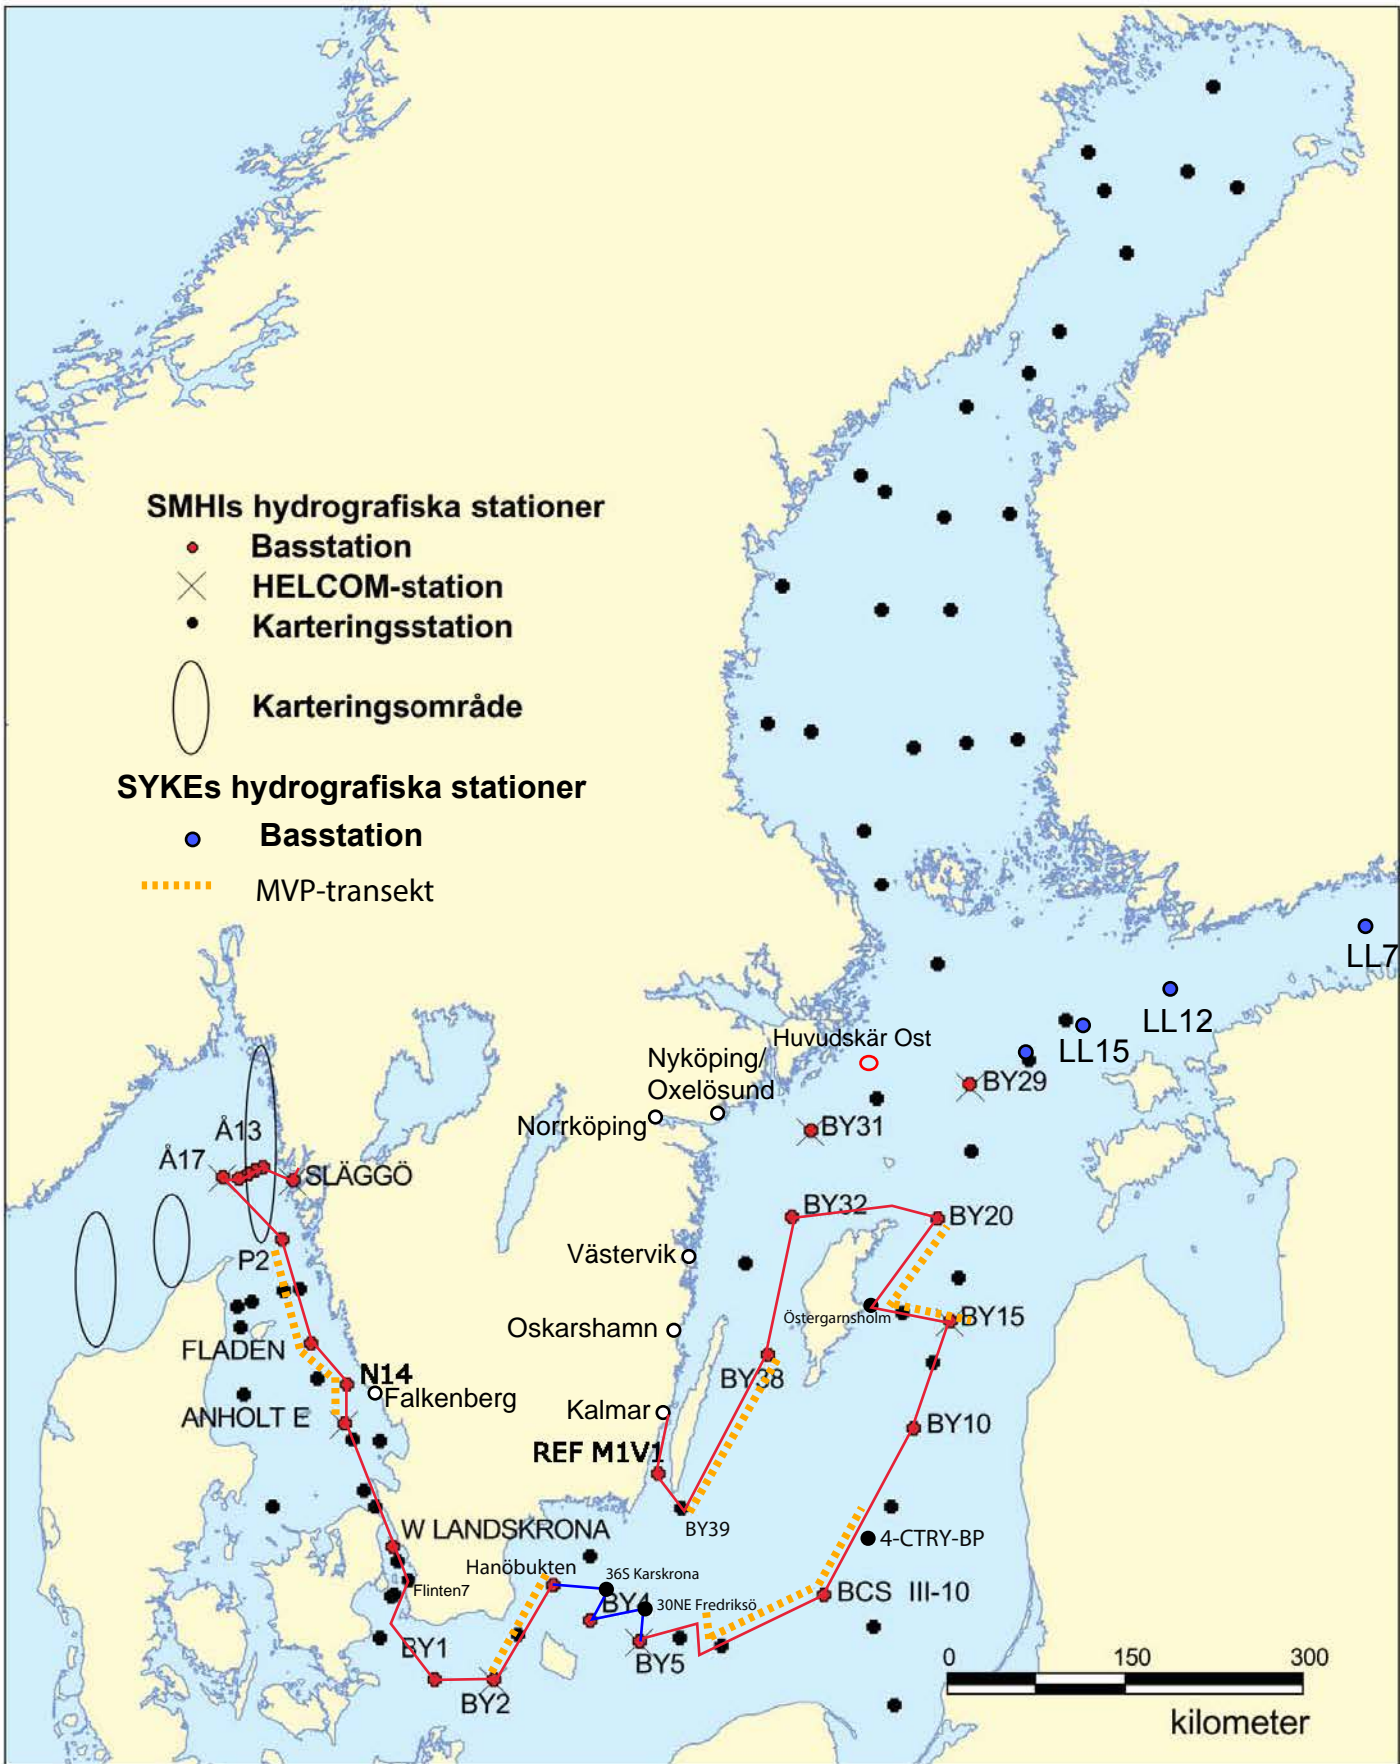 SMHIs hydrografiska stationer
Basstation
HELCOM-station
Karteringsstation
Karteringsområde
SYKEs hydrografiska stationer
Basstation
MVP-transekt
LL7
LL12
LL15
Huvudskär Ost
Nyköping/
Oxelösund
BY29
Norrköping
BY31
Å13
Å17
SLÄGGÖ
BY32
BY20
P2
Västervik
Östergarnsholm
BY15
Oskarshamn
FLADEN
N14
BY38
Falkenberg
Kalmar
ANHOLT E
BY10
REF M1V1
BY39
W LANDSKRONA
4-CTRY-BP
Hanöbukten
36S Karskrona
Flinten7
BY4
30NE Fredriksö
BCS III-10
BY1
BY5
BY2
0 150 300
kilometer